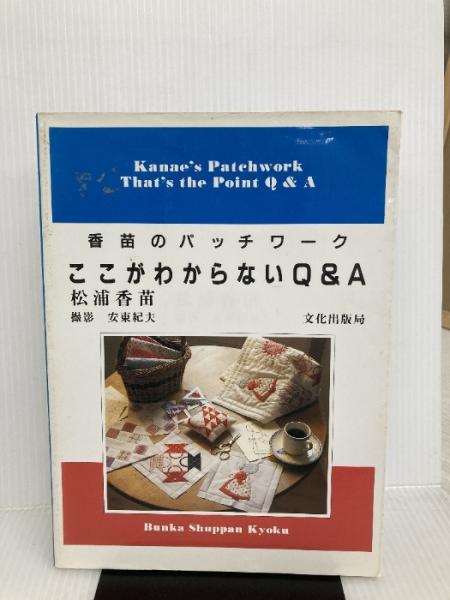 Kanae's Patchwork
That's the Point Q & A
香苗のパッチワーク
ここがわからないQ&A
松浦香苗
撮影 安東紀夫 文化出版局
Bunka Shuppan Kyoku